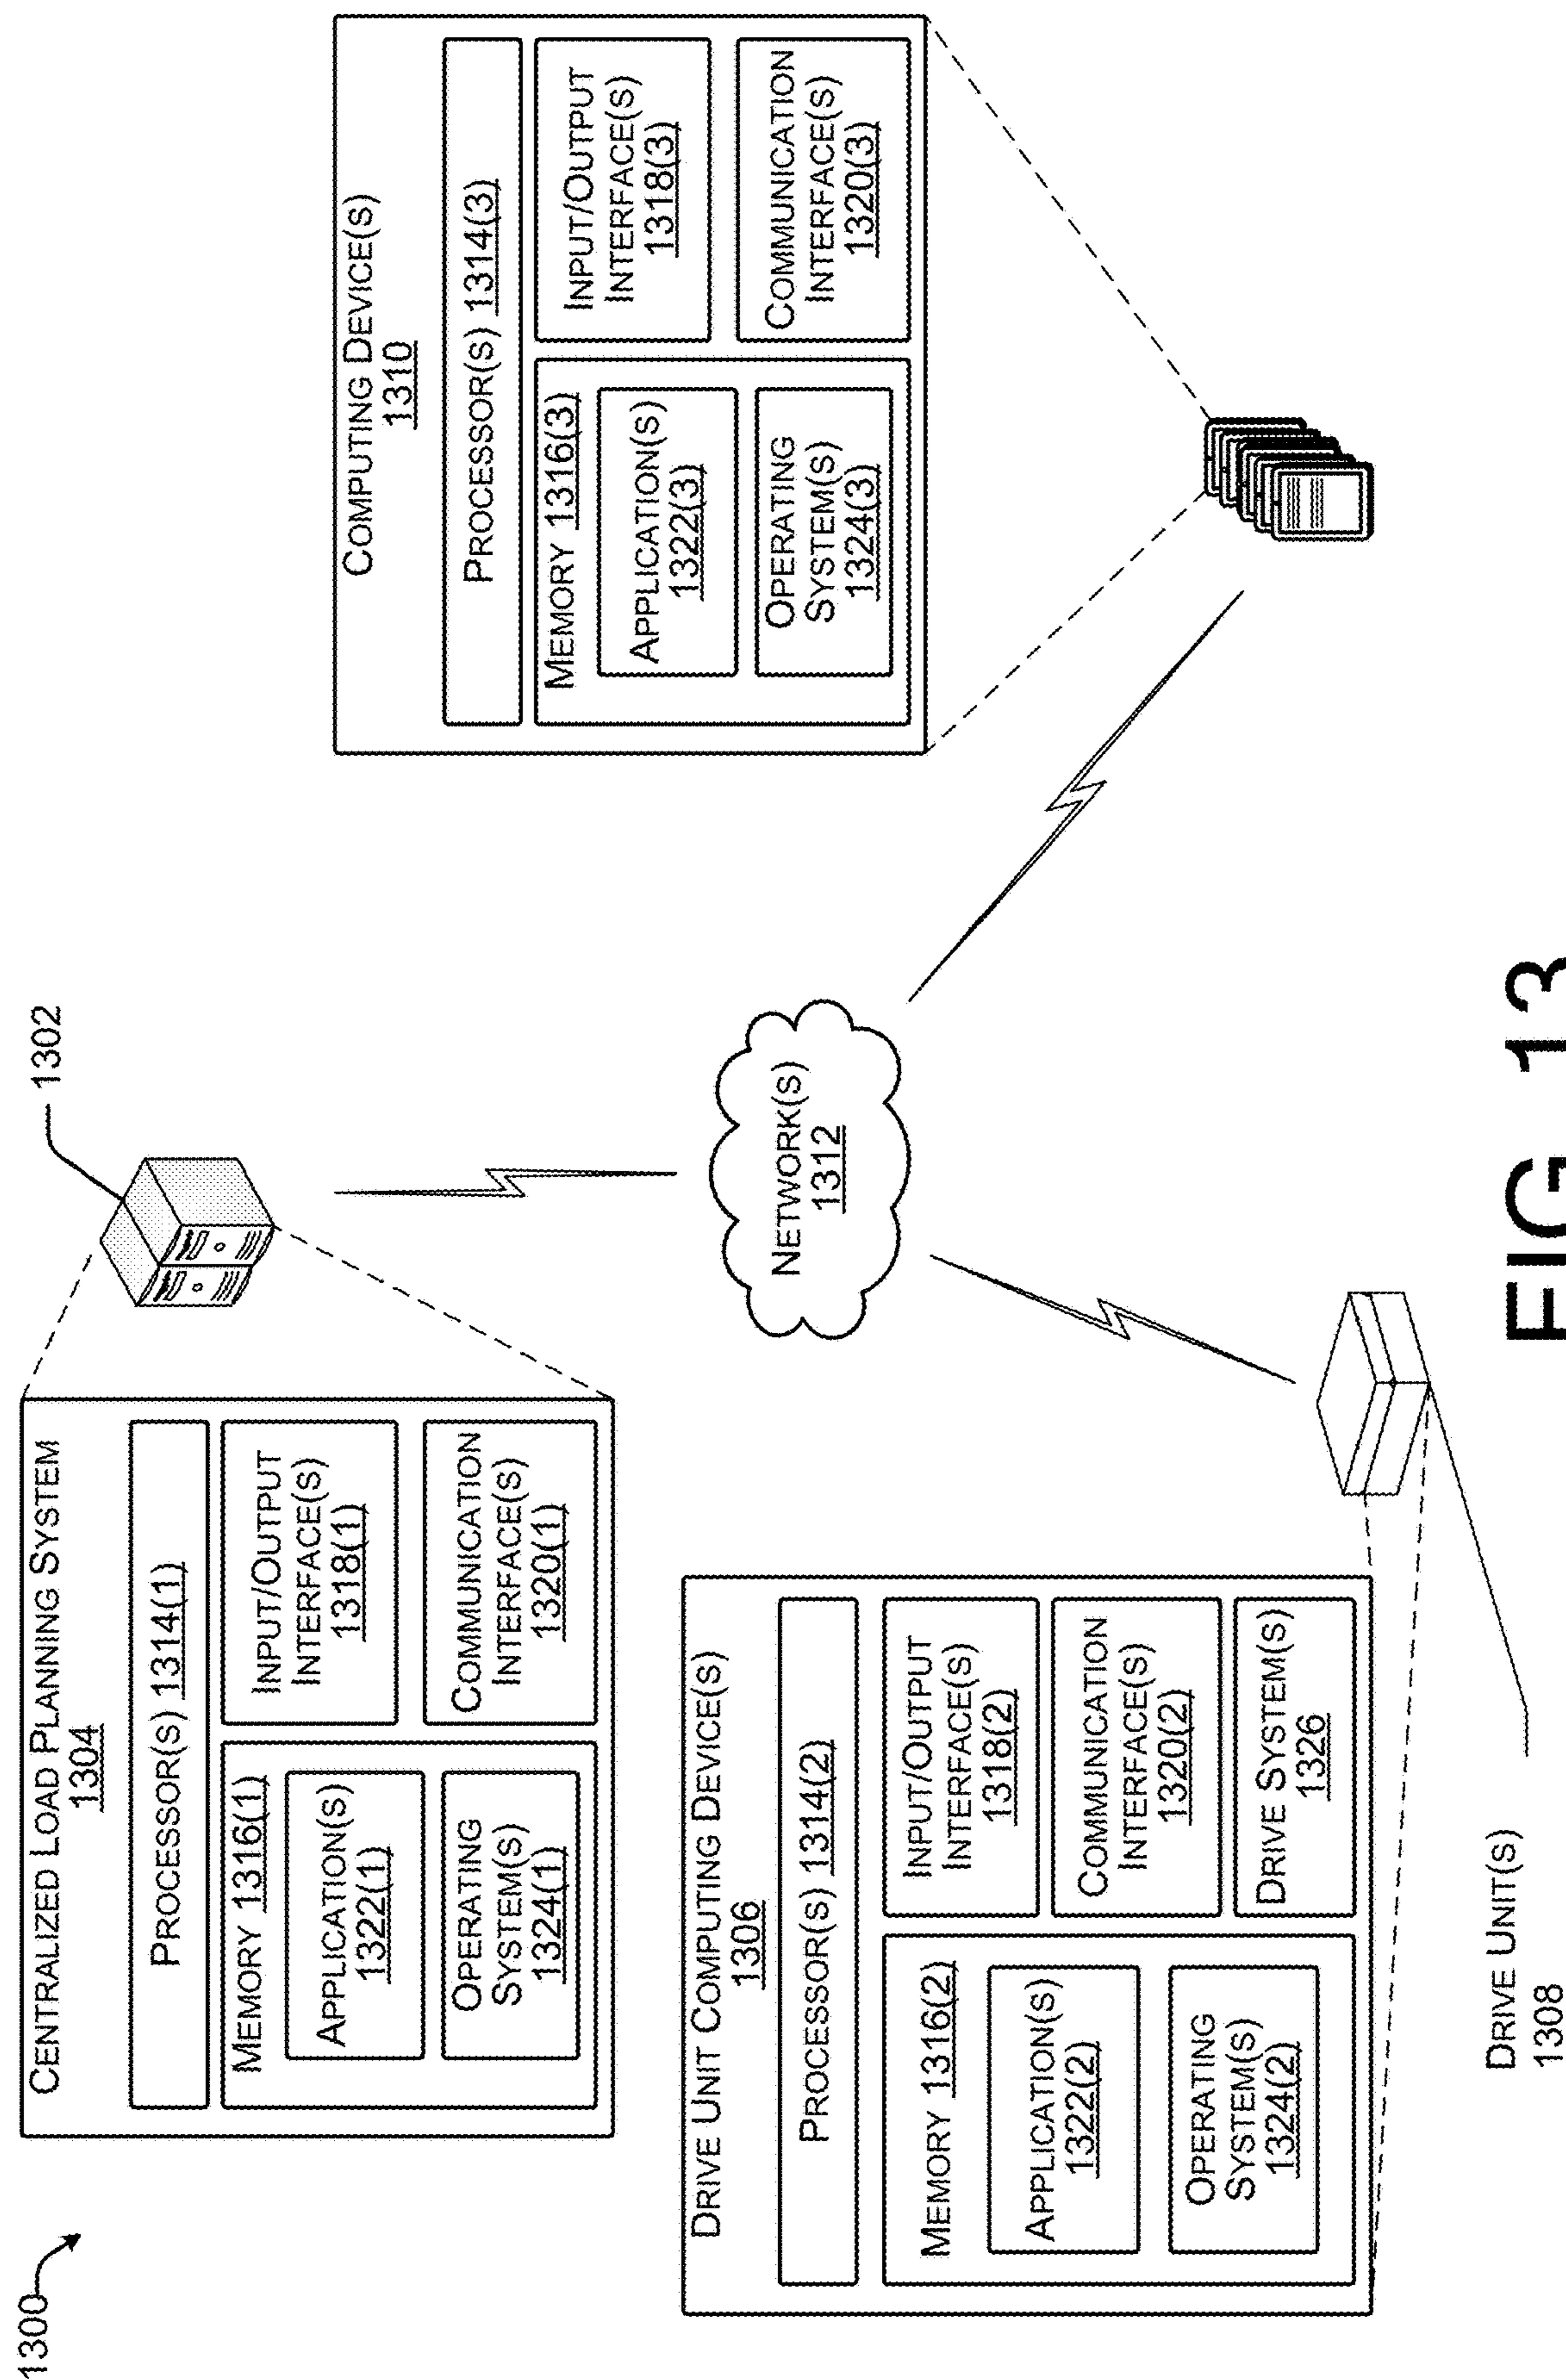 1300
CENTRALIZED LOAD PLANNING SYSTEM
1304
PROCESSOR(S) 1314(1)
MEMORY 1316(1)
APPLICATION(S)
1322(1)
OPERATING
SYSTEM(S)
1324(1)
INPUT/OUTPUT
INTERFACE(S)
1318(1)
COMMUNICATION
INTERFACE(S)
1320(1)
1302
COMPUTING DEVICE(S)
1310
PROCESSOR(S) 1314(3)
MEMORY 1316(3)
APPLICATION(S)
1322(3)
OPERATING
SYSTEM(S)
1324(3)
INPUT/OUTPUT
INTERFACE(S)
1318(3)
COMMUNICATION
INTERFACE(S)
1320(3)
NETWORK(S)
1312
DRIVE UNIT COMPUTING DEVICE(S)
1306
PROCESSOR(S) 1314(2)
MEMORY 1316(2)
APPLICATION(S)
1322(2)
OPERATING
SYSTEM(S)
1324(2)
INPUT/OUTPUT
INTERFACE(S)
1318(2)
COMMUNICATION
INTERFACE(S)
1320(2)
DRIVE SYSTEM(S)
1326
DRIVE UNIT(S)
1308
FIG. 13